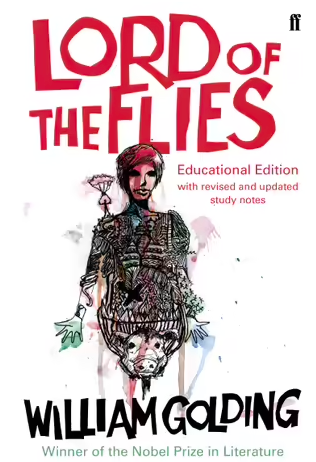 ff
LORD OF
THE FLIES
Educational Edition
with revised and updated
study notes
WILLIAM GOLDING
Winner of the Nobel Prize in Literature